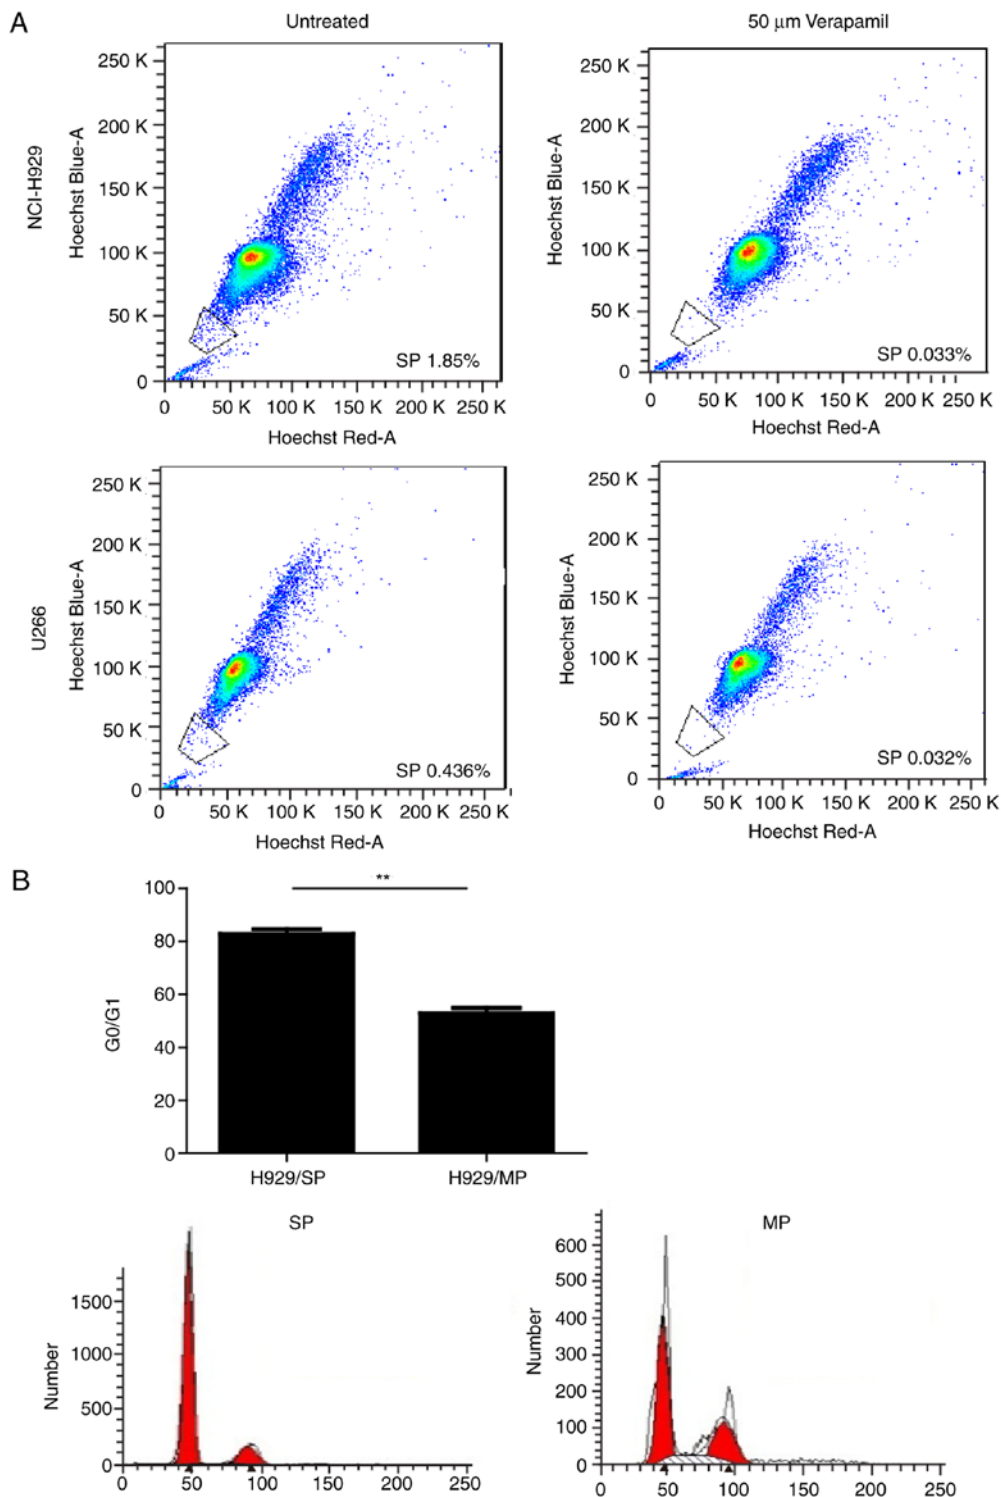 A
Untreated
50 μm Verapamil
NCI-H929
Hoechst Blue-A
250 K
200 K
150 K
100 K
50 K
0
SP 1.85%
0 50 K 100 K 150 K 200 K 250 K
Hoechst Red-A
Hoechst Blue-A
250 K
200 K
150 K
100 K
50 K
0
SP 0.033%
0 50 K 100 K 150 K 200 K 250 K
Hoechst Red-A
U266
Hoechst Blue-A
250 K
200 K
150 K
100 K
50 K
0
SP 0.436%
0 50 K 100 K 150 K 200 K 250 K
Hoechst Red-A
Hoechst Blue-A
250 K
200 K
150 K
100 K
50 K
0
SP 0.032%
0 50 K 100 K 150 K 200 K 250 K
Hoechst Red-A
B
**
G0/G1
100
80
60
40
20
0
H929/SP H929/MP
SP
Number
1500
1000
500
0
0 50 100 150 200 250
MP
Number
600
500
400
300
200
100
0
0 50 100 150 200 250